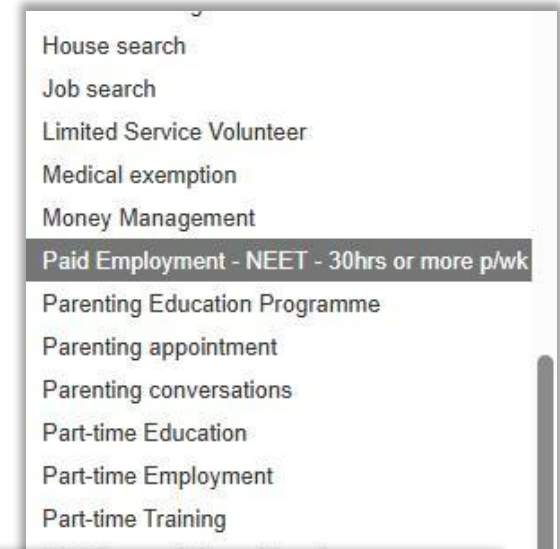 House search
Job search
Limited Service Volunteer
Medical exemption
Money Management
Paid Employment - NEET - 30hrs or more p/wk
Parenting Education Programme
Parenting appointment
Parenting conversations
Part-time Education
Part-time Employment
Part-time Training